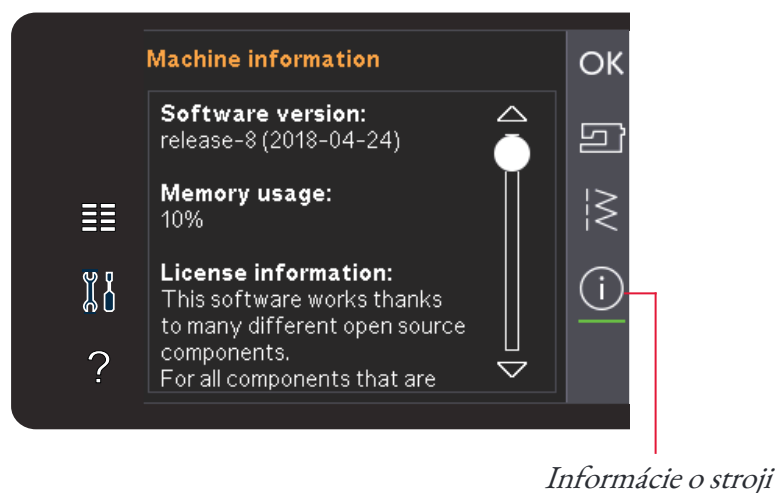 Machine information
OK
Software version:
release-8 (2018-04-24)
Memory usage:
10%
License information:
This software works thanks
to many different open source
components.
For all components that are
?
i
Informácie o stroji